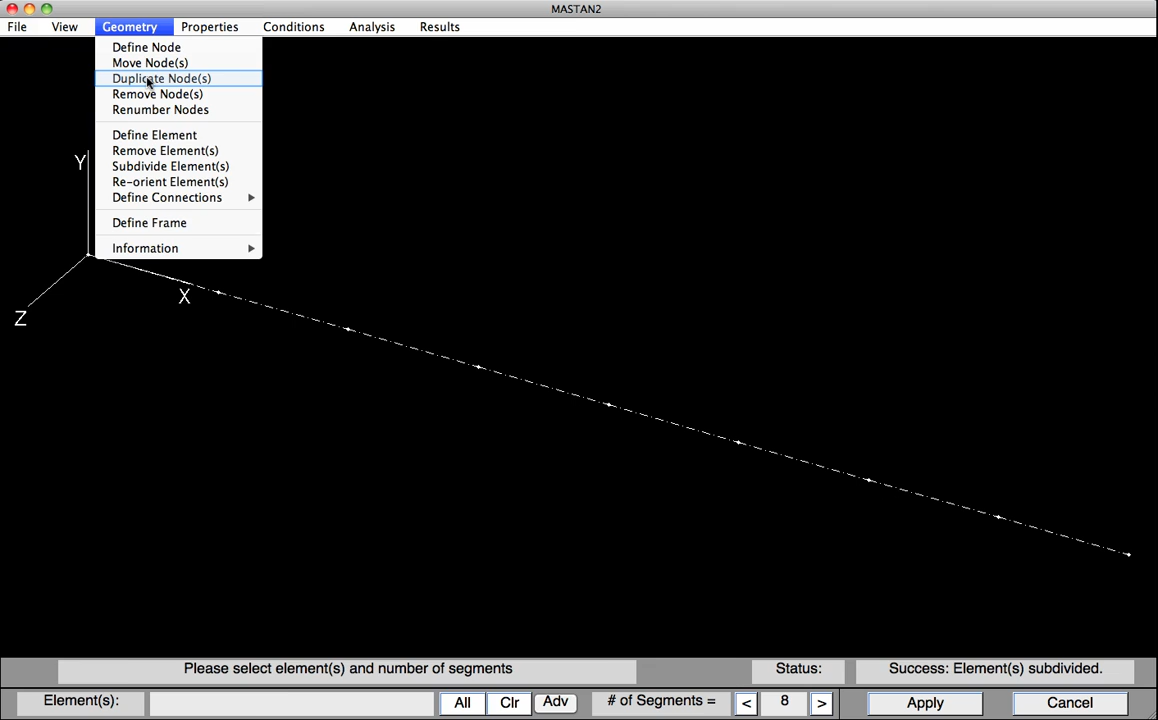 MASTAN2
File View Geometry Properties Conditions Analysis Results
Define Node
Move Node(s)
Duplicate Node(s)
Remove Node(s)
Renumber Nodes
Define Element
Remove Element(s)
Subdivide Element(s)
Re-orient Element(s)
Define Connections
Define Frame
Information
Y
X
Z
Please select element(s) and number of segments Status: Success: Element(s) subdivided.
Element(s): All Clr Adv # of Segments = < 8 > Apply Cancel